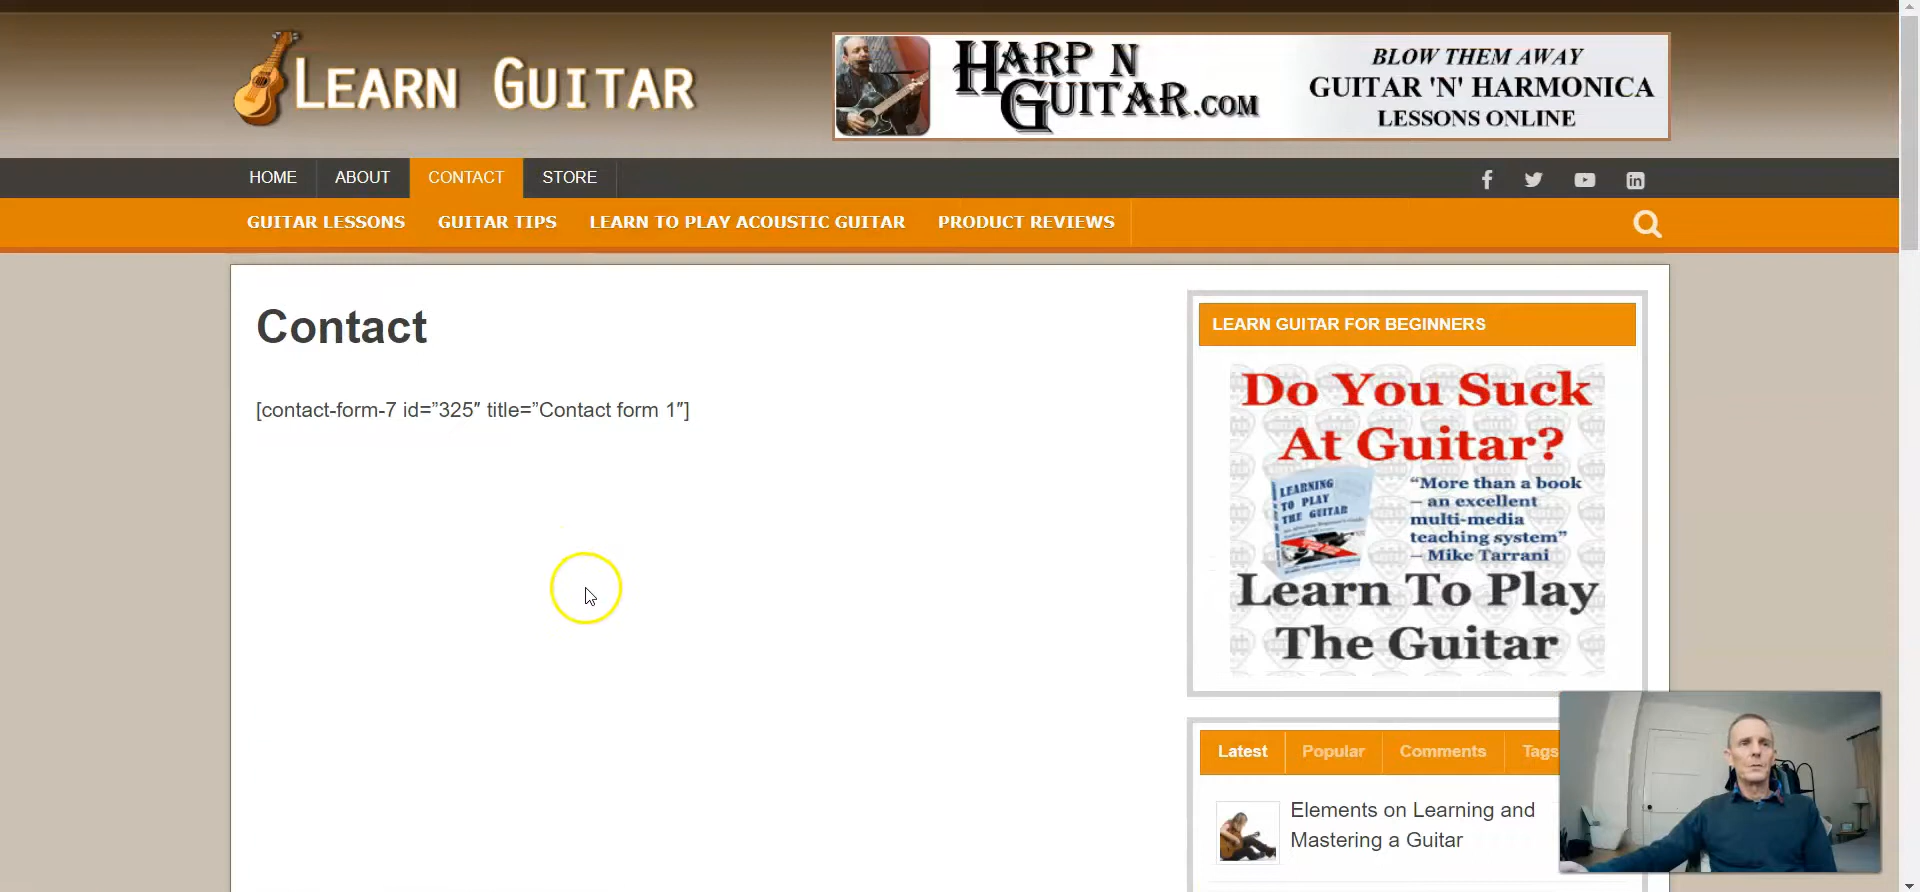 LEARN GUITAR
HARP N
GUITAR.COM
BLOW THEM AWAY
GUITAR 'N' HARMONICA
LESSONS ONLINE
HOME
ABOUT
CONTACT
STORE
GUITAR LESSONS
GUITAR TIPS
LEARN TO PLAY ACOUSTIC GUITAR
PRODUCT REVIEWS
Contact
[contact-form-7 id=”325″ title=”Contact form 1″]
LEARN GUITAR FOR BEGINNERS
Do You Suck
At Guitar?
LEARNING
TO PLAY
THE GUITAR
“More than a book
– an excellent
multi-media
teaching system”
– Mike Tarrani
Learn To Play
The Guitar
Latest
Popular
Comments
Tags
Elements on Learning and
Mastering a Guitar